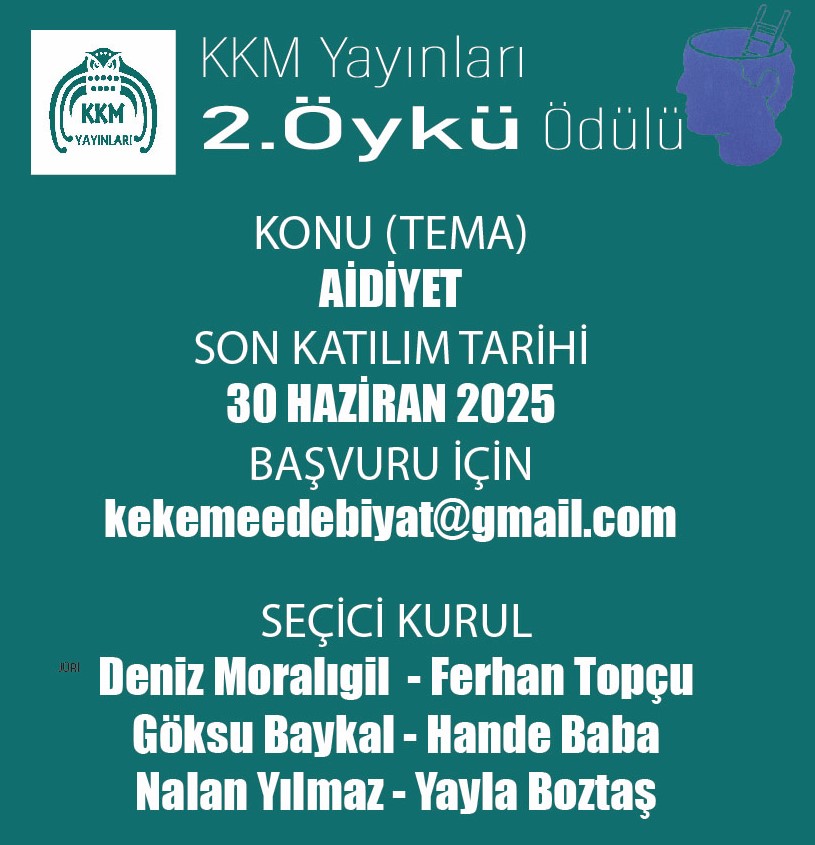 KKM
YAYINLARI
KKM Yayınları
2.Öykü Ödülü
KONU (TEMA)
AİDİYET
SON KATILIM TARİHİ
30 HAZİRAN 2025
BAŞVURU İÇİN
kekemeedebiyat@gmail.com
SEÇİCİ KURUL
JÜRİ
Deniz Moralıgil - Ferhan Topçu
Göksu Baykal - Hande Baba
Nalan Yılmaz - Yayla Boztaş